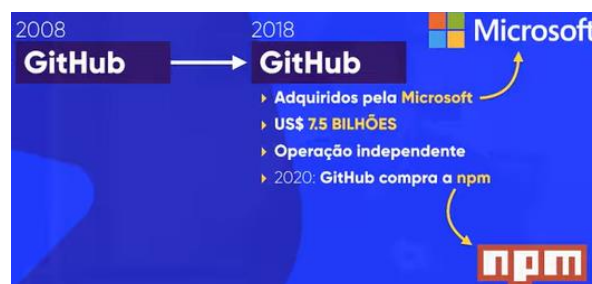 2008
GitHub
2018
GitHub
Microsoft
Adquiridos pela Microsoft
US$ 7.5 BILHÕES
Operação independente
2020: GitHub compra a npm
npm